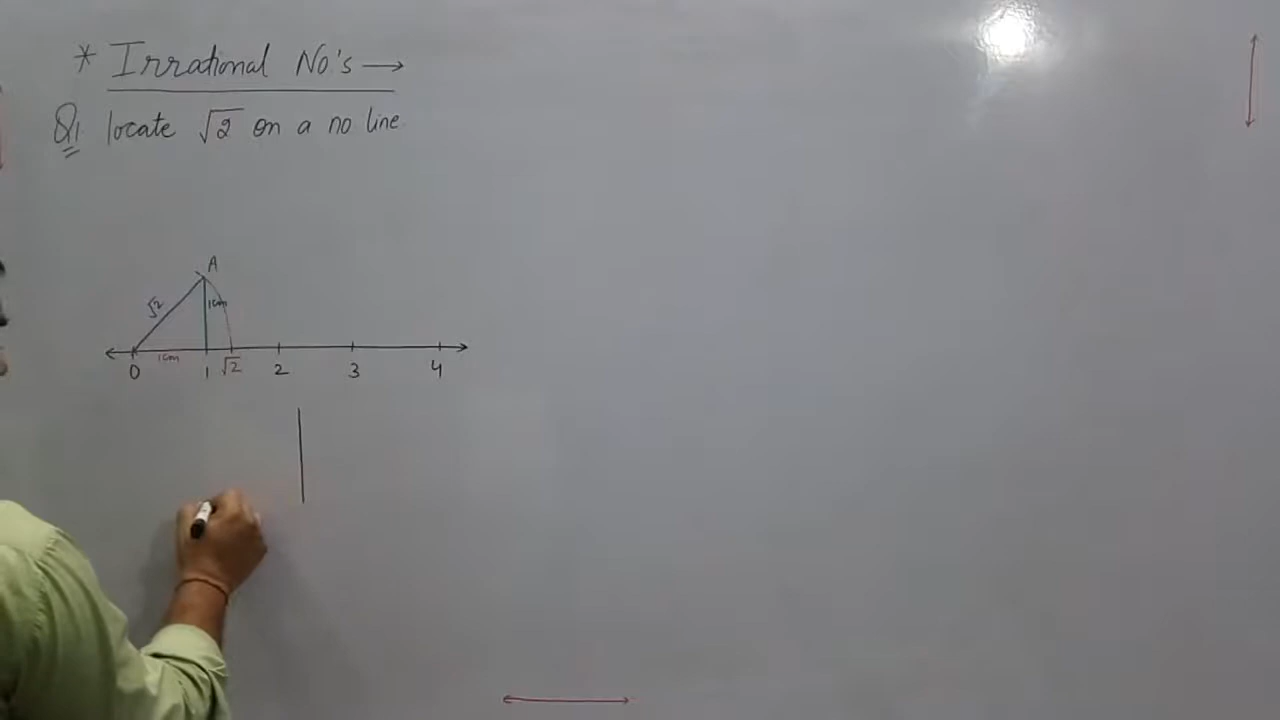 * Irrational No's →
Q1 locate √2 on a no line
A
√2
1cm
1cm
0 1 √2 2 3 4